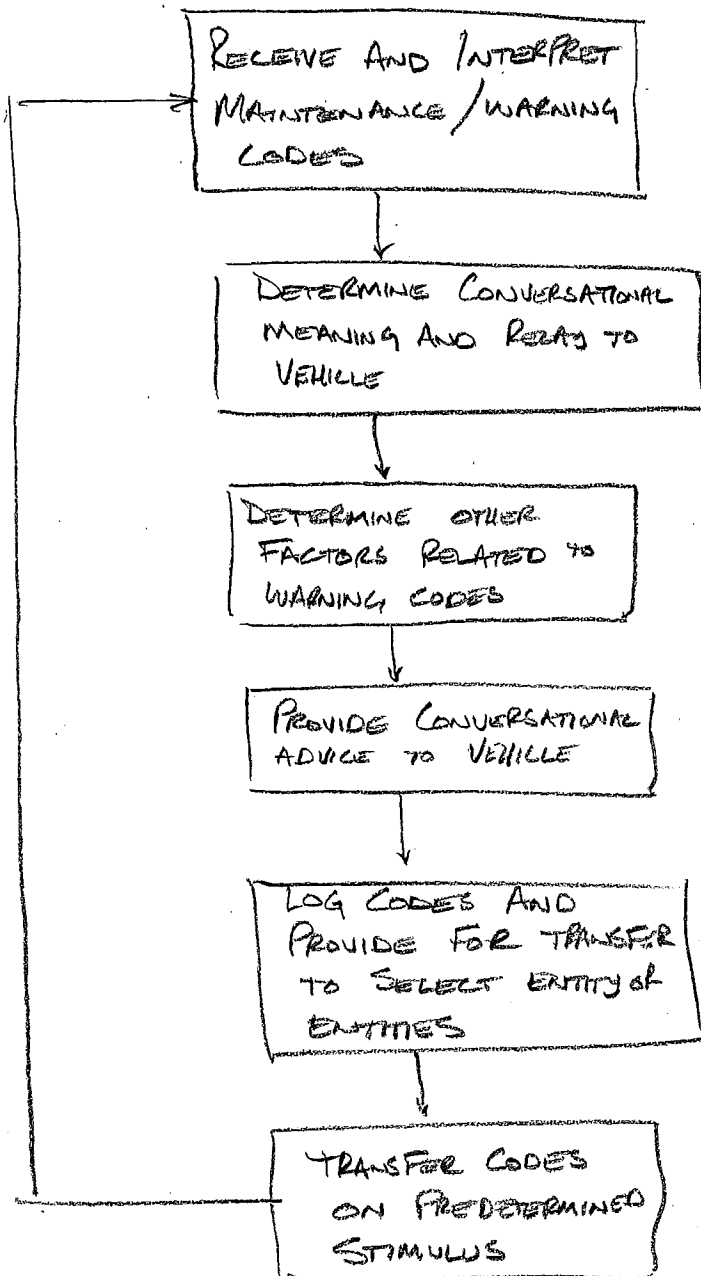 RECEIVE AND INTERPRET
MAINTENANCE/WARNING
CODES
DETERMINE CONVERSATIONAL
MEANING AND RELAY TO
VEHICLE
DETERMINE OTHER
FACTORS RELATED TO
WARNING CODES
PROVIDE CONVERSATIONAL
ADVICE TO VEHICLE
LOG CODES AND
PROVIDE FOR TRANSFER
TO SELECT ENTITY OR
ENTITIES
TRANSFER CODES
ON PREDETERMINED
STIMULUS